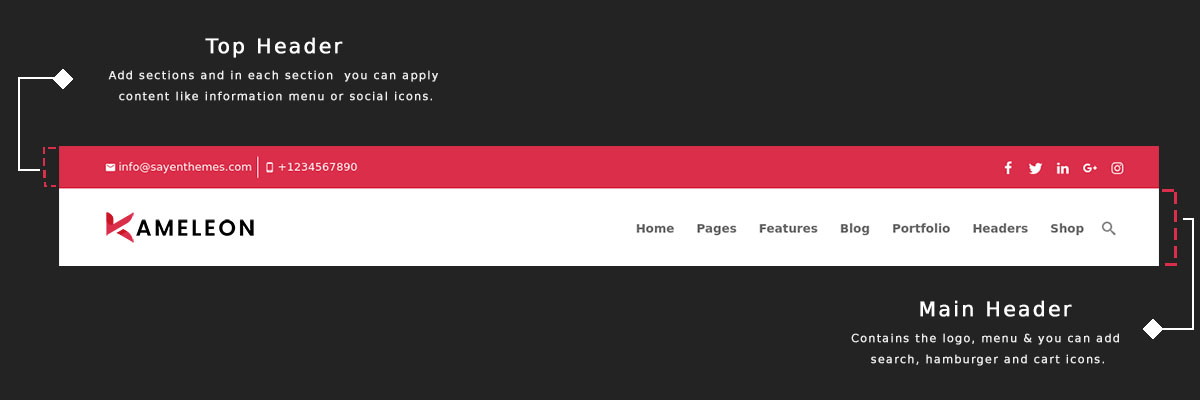 Top Header
Add sections and in each section you can apply
content like information menu or social icons.
info@sayenthemes.com +1234567890
KAMELEON
Home Pages Features Blog Portfolio Headers Shop
Main Header
Contains the logo, menu & you can add
search, hamburger and cart icons.